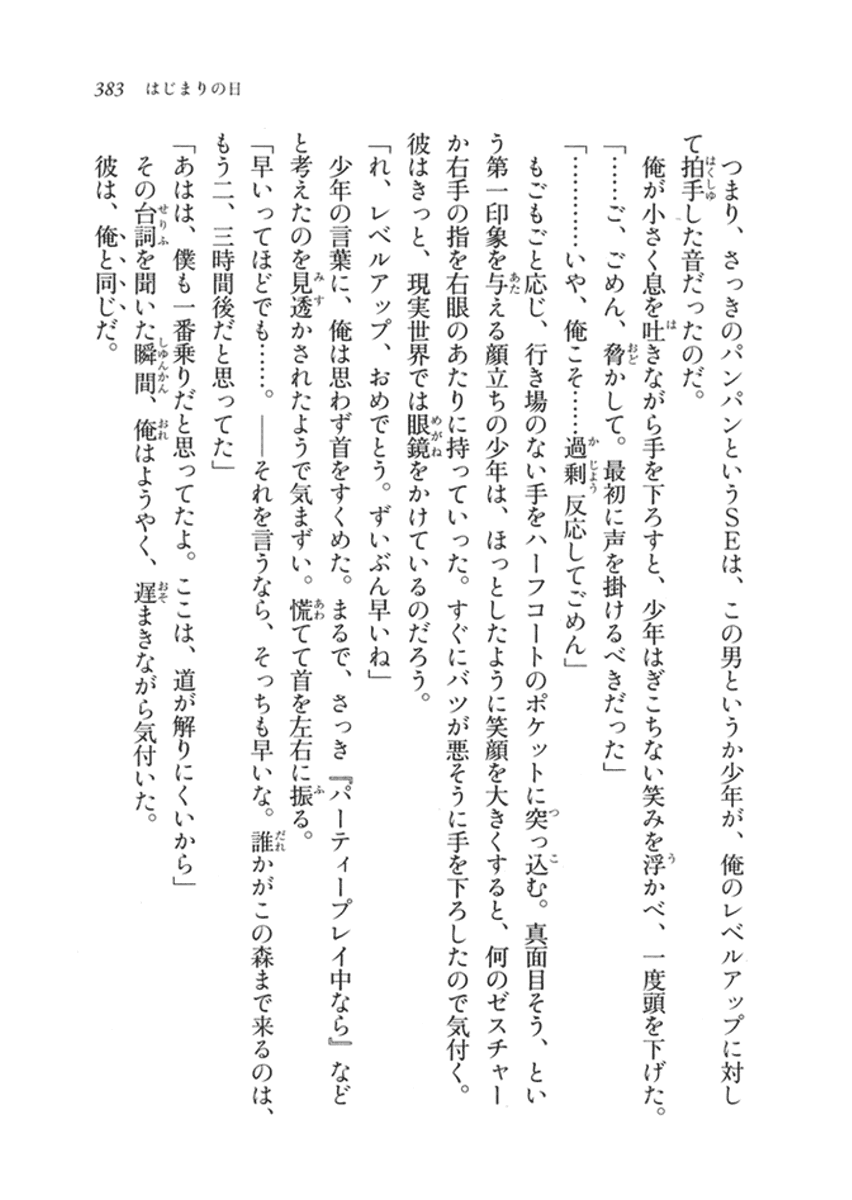 383　はじまりの日
つまり、さっきのパンパンというSEは、この男というか少年が、俺のレベルアップに対し
て拍手した音だったのだ。
俺が小さく息を吐きながら手を下ろすと、少年はぎこちない笑みを浮かべ、一度頭を下げた。
「……ご、ごめん、脅かして。最初に声を掛けるべきだった」
「…………いや、俺こそ……過剰反応してごめん」
もごもごと応じ、行き場のない手をハーフコートのポケットに突っ込む。真面目そう、とい
う第一印象を与える顔立ちの少年は、ほっとしたように笑顔を大きくすると、何のゼスチャー
か右手の指を右眼のあたりに持っていった。すぐにバツが悪そうに手を下ろしたので気付く。
彼はきっと、現実世界では眼鏡をかけているのだろう。
「れ、レベルアップ、おめでとう。ずいぶん早いね」
少年の言葉に、俺は思わず首をすくめた。まるで、さっき『パーティープレイ中なら』など
と考えたのを見透かされたようで気まずい。慌てて首を左右に振る。
「早いってほどでも……。――それを言うなら、そっちも早いな。誰かがこの森まで来るのは、
もう二、三時間後だと思ってた」
「あはは、僕も一番乗りだと思ってたよ。ここは、道が解りにくいから」
その台詞を聞いた瞬間、俺はようやく、遅まきながら気付いた。
彼は、俺と同じだ。